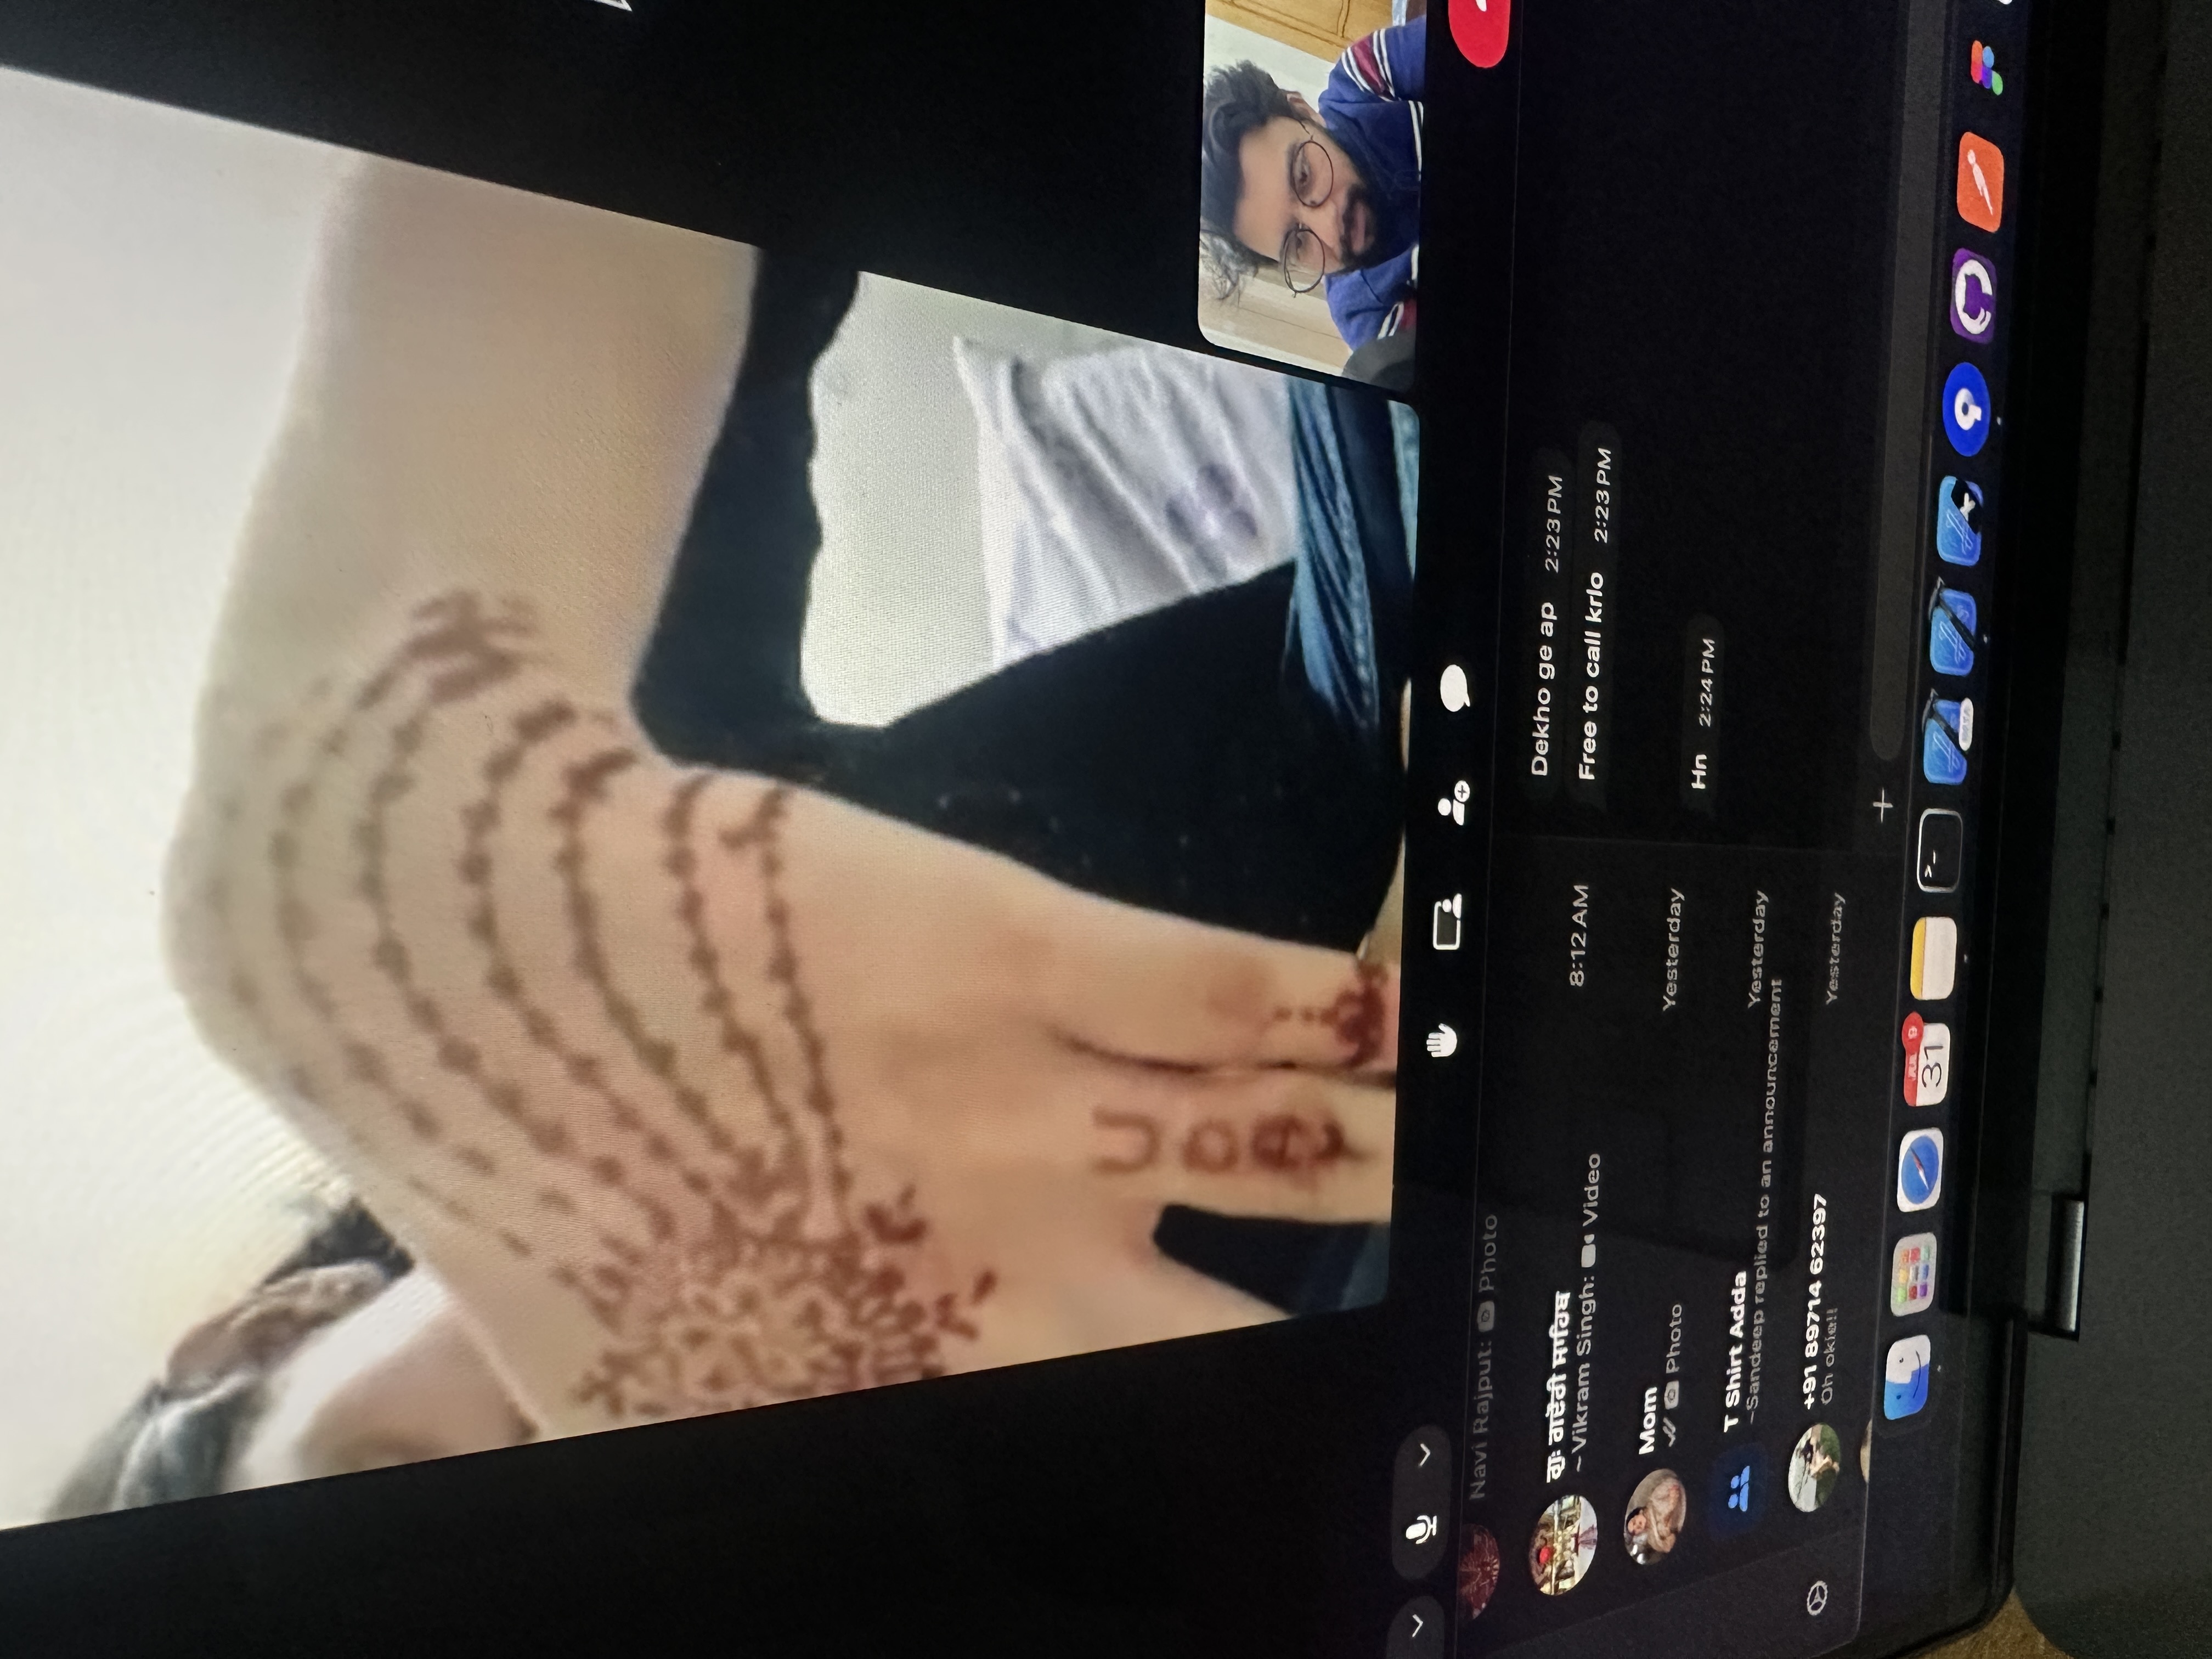 U
D
A
Y
Navi Rajput: Photo
ਗੁ: ਗਏਰੀ ਸਾਹਿਬ
~Vikram Singh: Video
8:12 AM
Mom
Photo
Yesterday
T Shirt Adda
~Sandeep replied to an announcement
Yesterday
+91 89714 62397
Oh okie!!
Yesterday
Dekho ge ap 2:23 PM
Free to call krlo 2:23 PM
Hn 2:24 PM
JUL
9
31
BETA